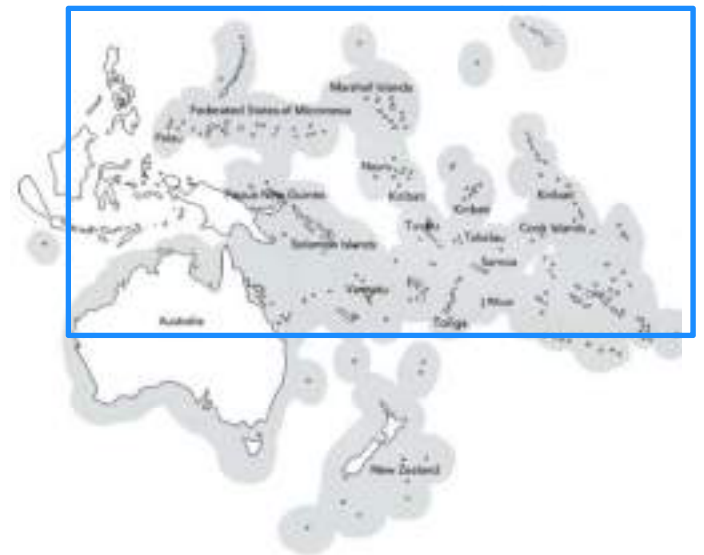 Marshall Islands
Federated States of Micronesia
Palau
Nauru
Papua New Guinea
Kiribati
Kiribati
Kiribati
Tuvalu
Tokelau
Cook Islands
Solomon Islands
Samoa
Vanuatu
Fiji
Niue
Tonga
Australia
New Zealand